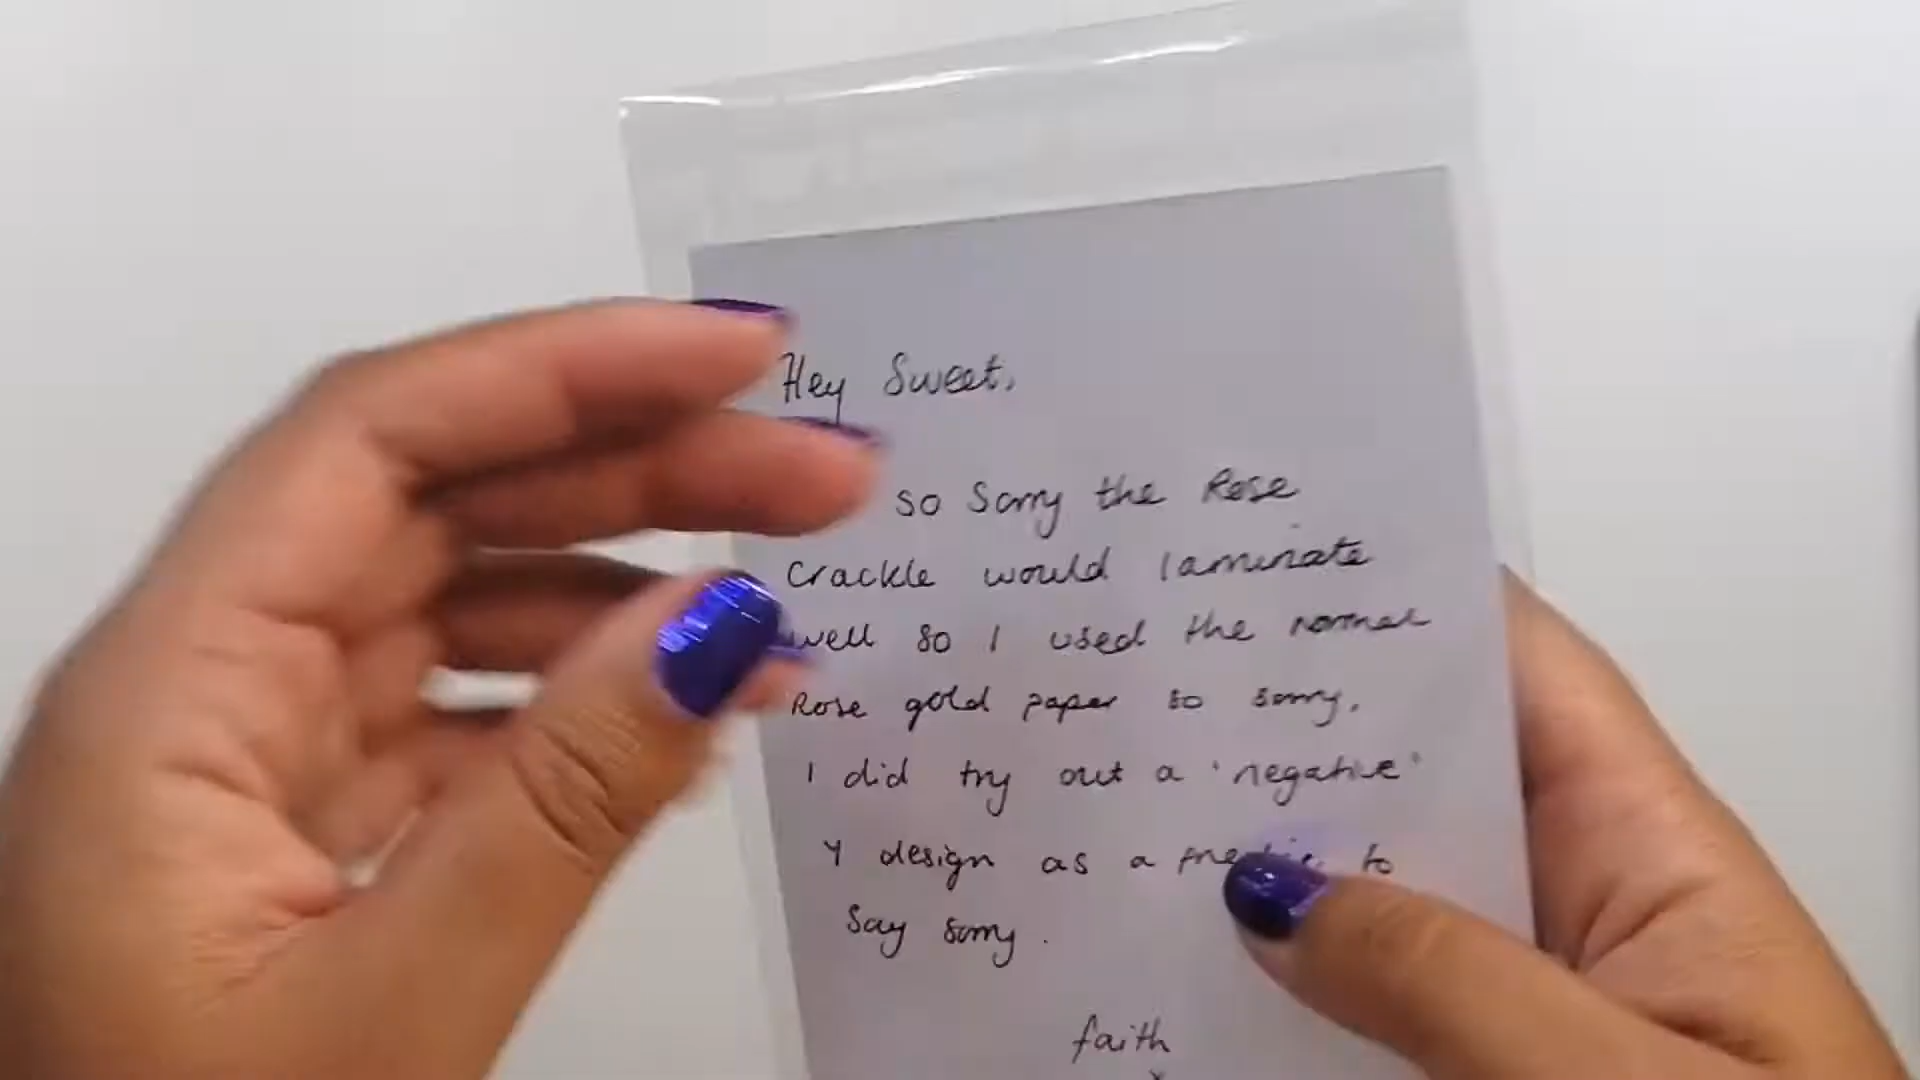 Hey Sweet,
so sorry the Rose
Crackle would laminate
well so I used the normal
Rose gold paper so sorry.
I did try out a 'negative'
Y design as a to
Say sorry.
faith
x